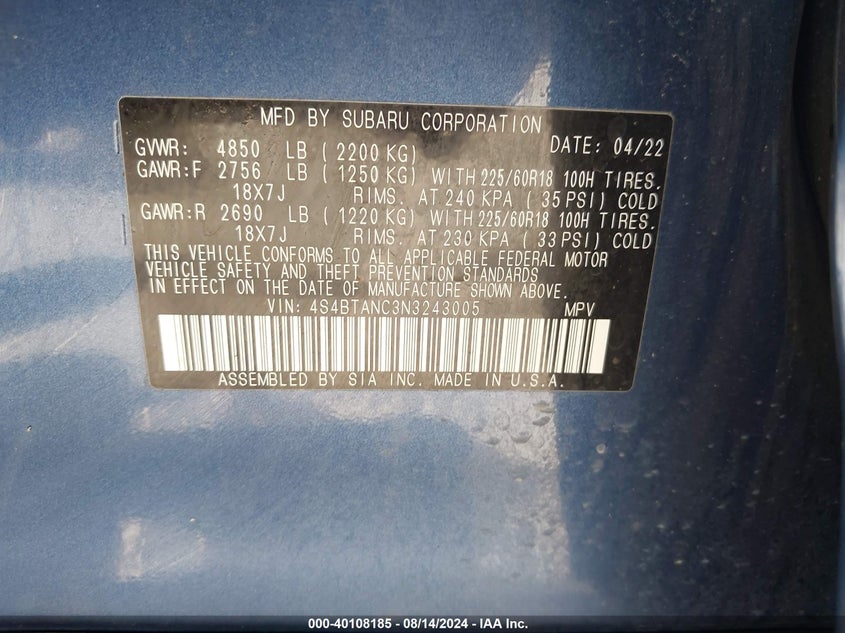 MFD BY SUBARU CORPORATION
GVWR: 4850 LB ( 2200 KG) DATE: 04/22
GAWR:F 2756 LB ( 1250 KG) WITH 225/60R18 100H TIRES.
18X7J RIMS. AT 240 KPA ( 35 PSI) COLD
GAWR:R 2690 LB ( 1220 KG) WITH 225/60R18 100H TIRES.
18X7J RIMS. AT 230 KPA ( 33 PSI) COLD
THIS VEHICLE CONFORMS TO ALL APPLICABLE FEDERAL MOTOR
VEHICLE SAFETY AND THEFT PREVENTION STANDARDS
IN EFFECT ON THE DATE OF MANUFACTURE SHOWN ABOVE.
VIN: 4S4BTANC3N3243005 MPV
ASSEMBLED BY SIA INC. MADE IN U.S.A.
000-40108185 - 08/14/2024 - IAA Inc.